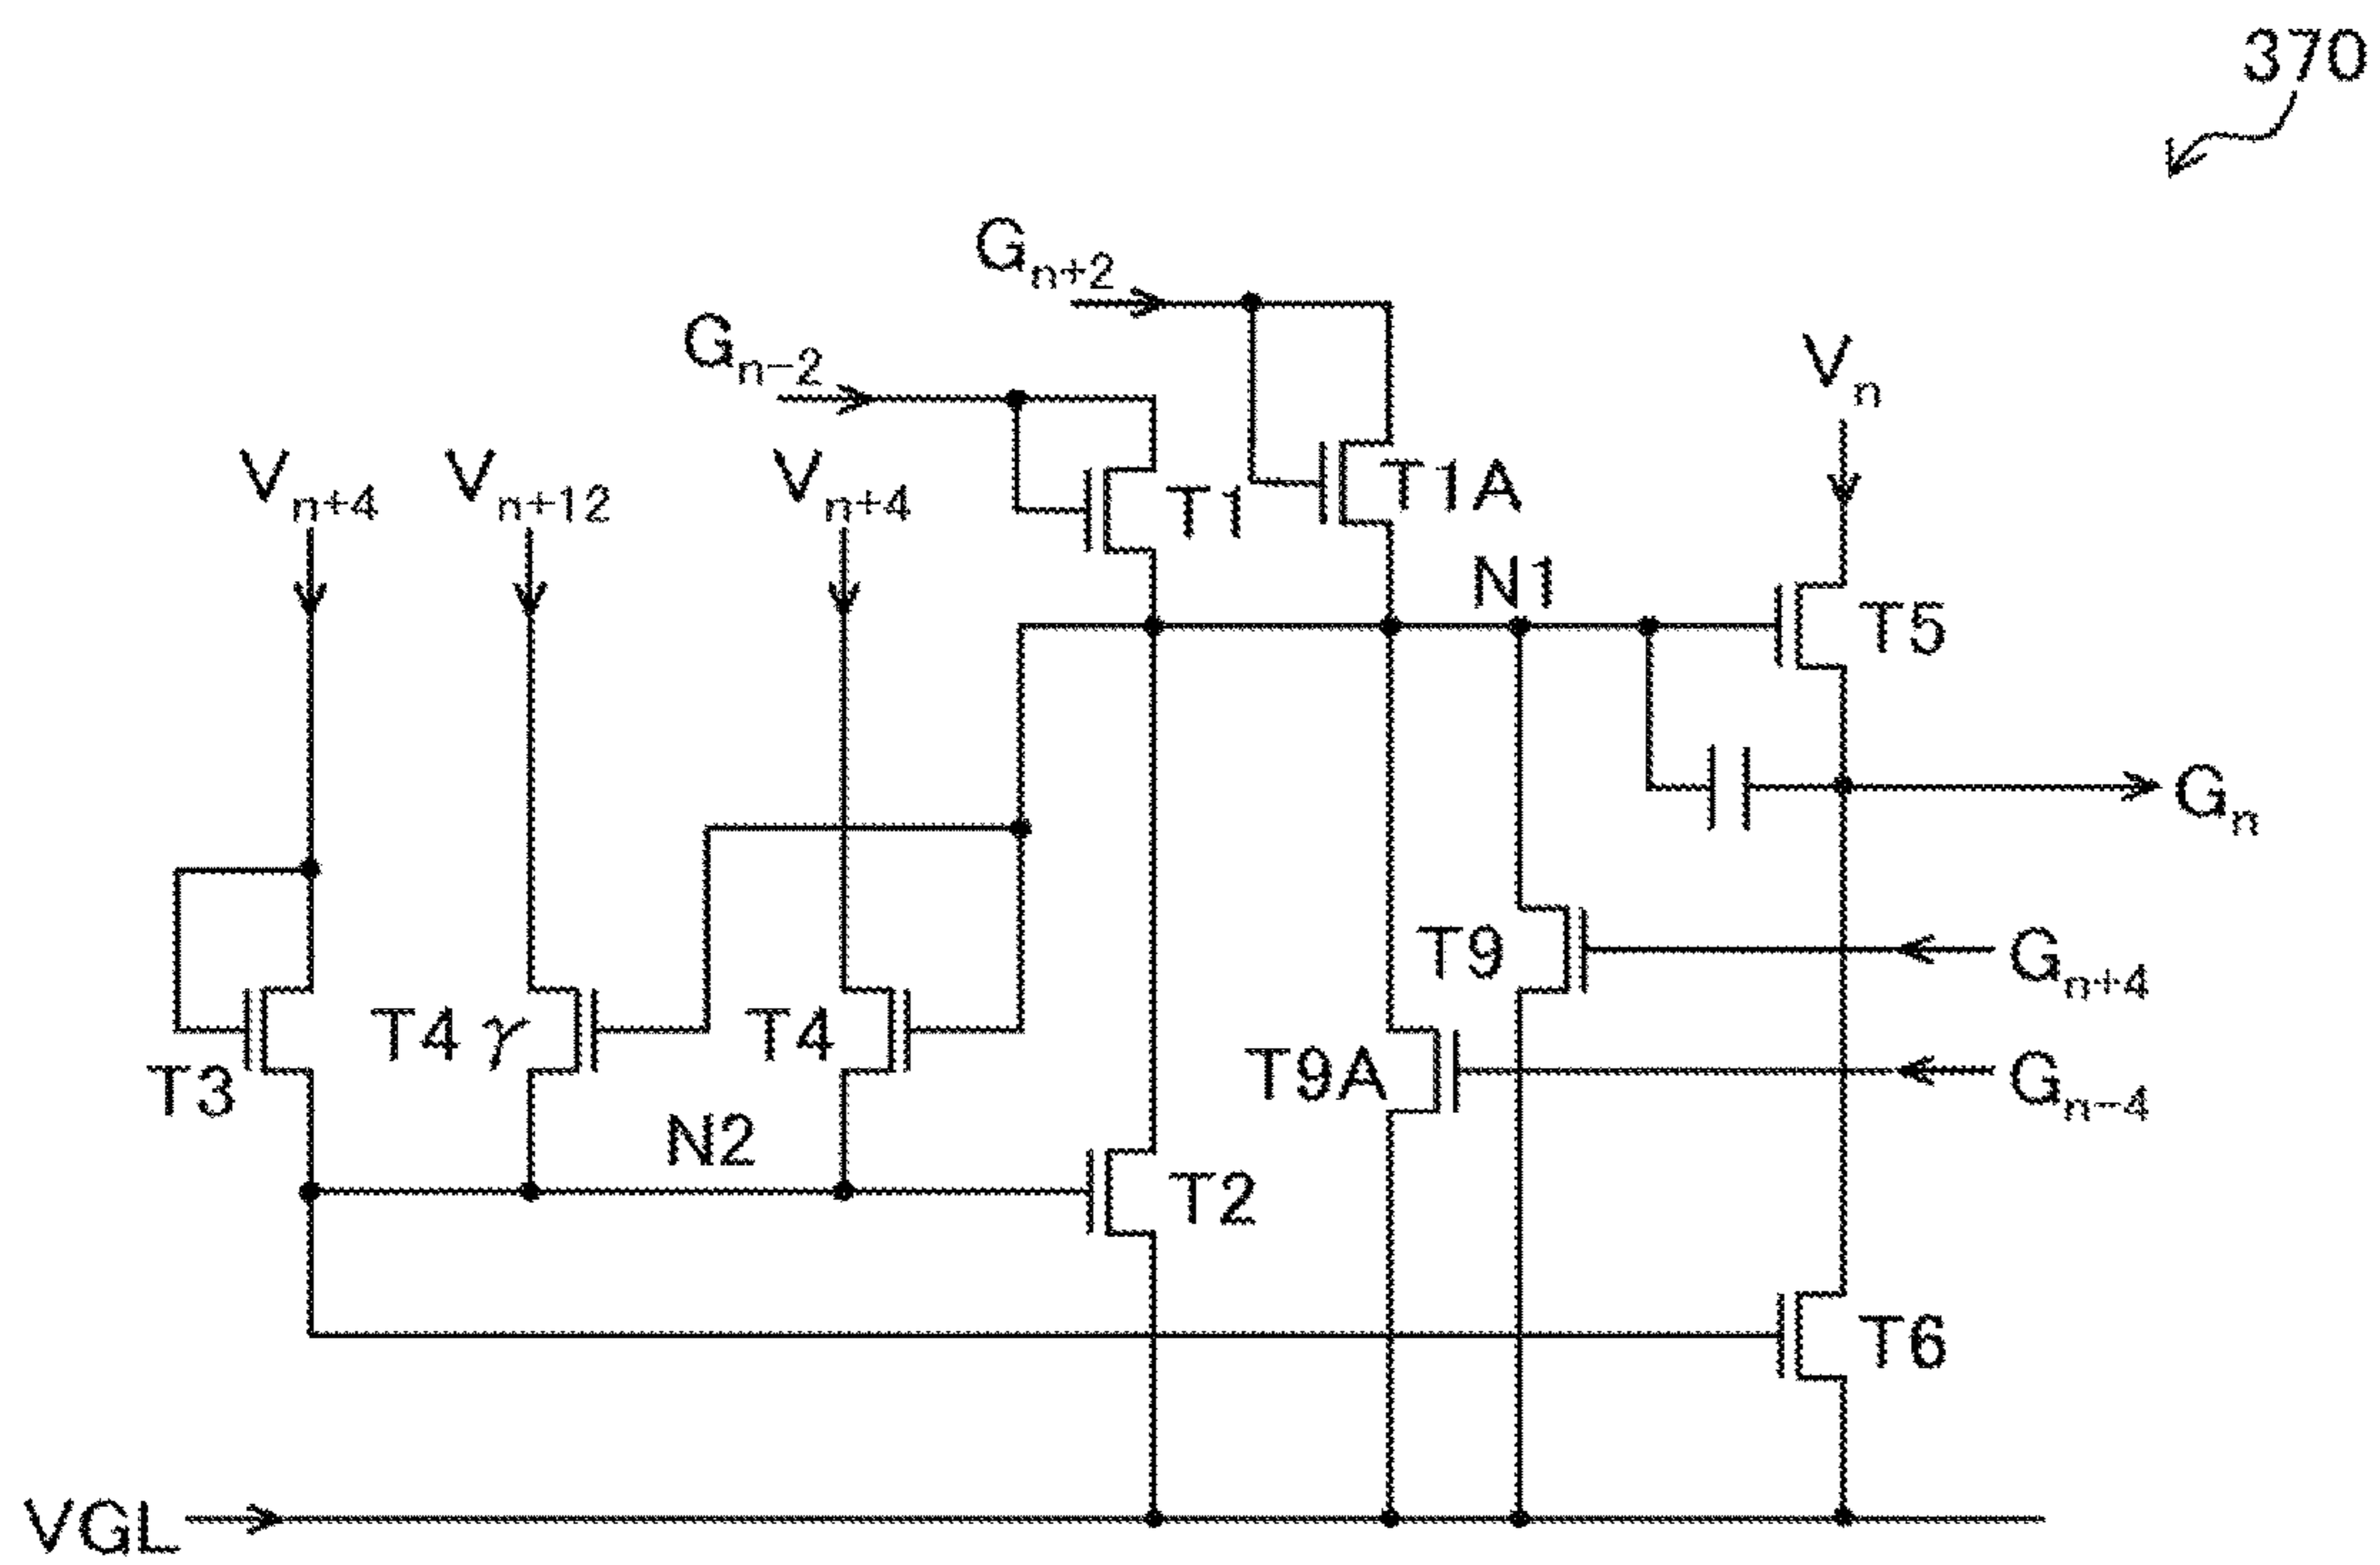 370
G_{n+2}
G_{n-2}
V_n
V_{n+4}
V_{n+12}
V_{n+4}
T1
T1A
N1
T5
G_n
T9
G_{n+4}
T3
T4γ
T4
T9A
G_{n-4}
N2
T2
T6
VGL